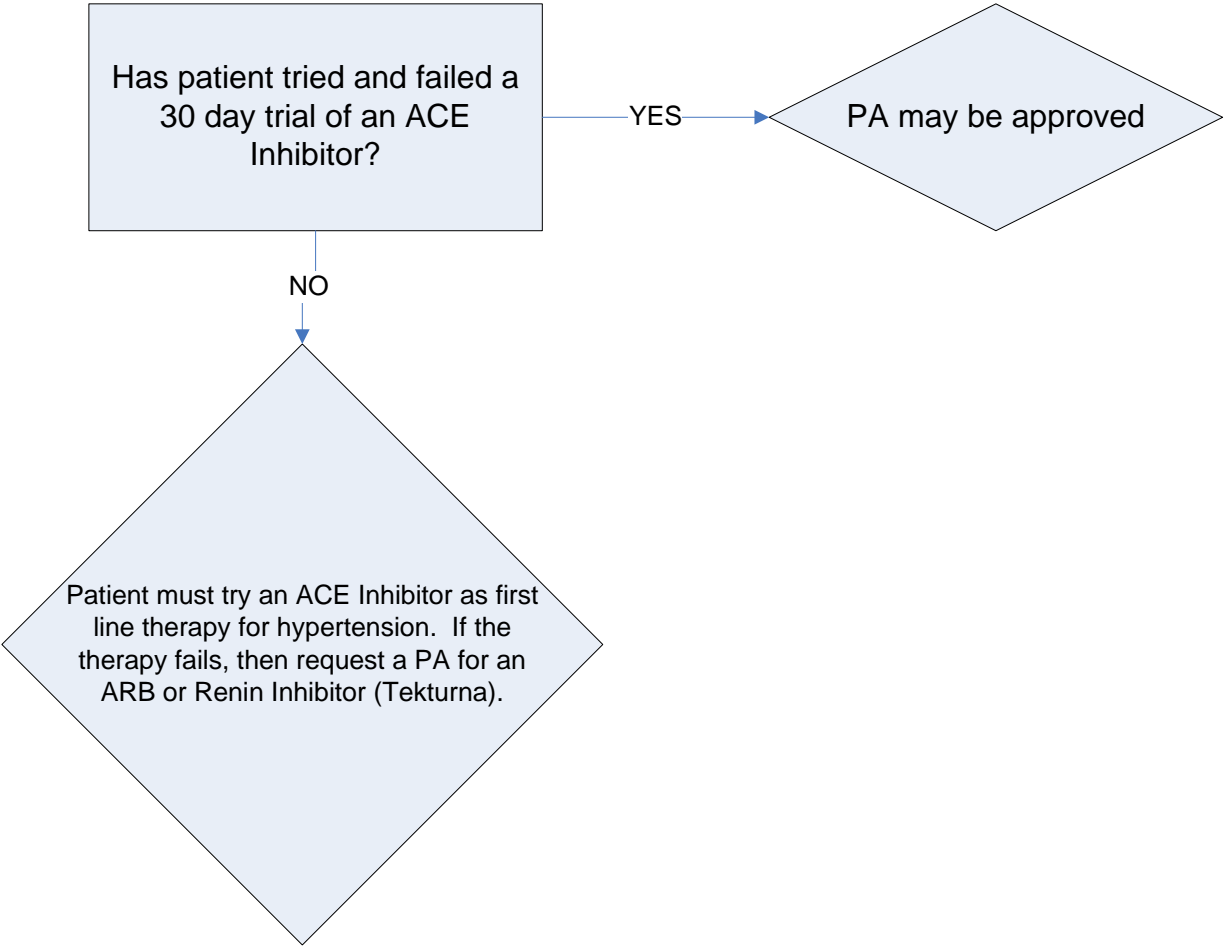 Has patient tried and failed a
30 day trial of an ACE
Inhibitor?
YES
PA may be approved
NO
Patient must try an ACE Inhibitor as first
line therapy for hypertension.  If the
therapy fails, then request a PA for an
ARB or Renin Inhibitor (Tekturna).